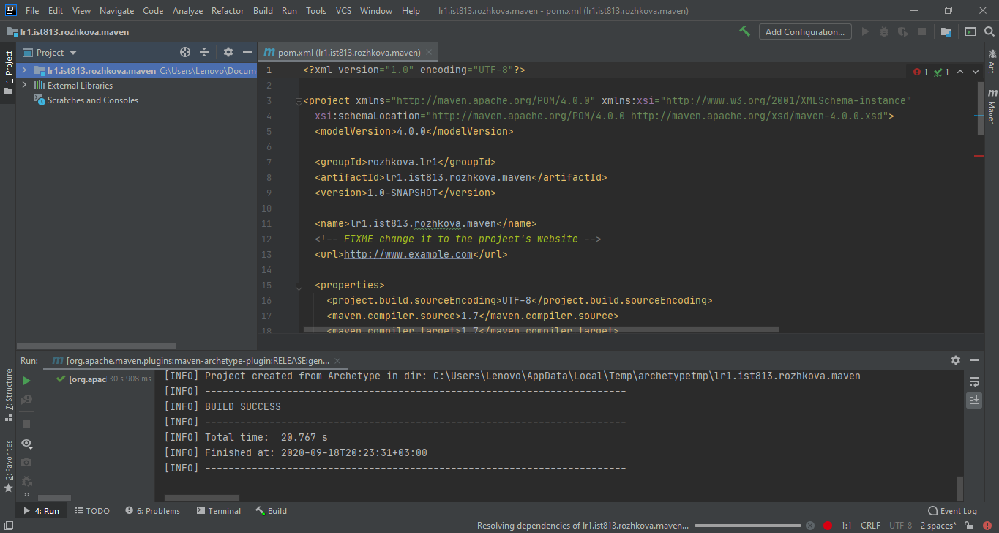 File Edit View Navigate Code Analyze Refactor Build Run Tools VCS Window Help lr1.ist813.rozhkova.maven - pom.xml (lr1.ist813.rozhkova.maven)
lr1.ist813.rozhkova.maven
Add Configuration...
Project
pom.xml (lr1.ist813.rozhkova.maven)
lr1.ist813.rozhkova.maven C:\Users\Lenovo\Docum
External Libraries
Scratches and Consoles
1: Project
7: Structure
2: Favorites
1 <?xml version="1.0" encoding="UTF-8"?>
2
3 <project xmlns="http://maven.apache.org/POM/4.0.0" xmlns:xsi="http://www.w3.org/2001/XMLSchema-instance"
4 xsi:schemaLocation="http://maven.apache.org/POM/4.0.0 http://maven.apache.org/xsd/maven-4.0.0.xsd">
5 <modelVersion>4.0.0</modelVersion>
6
7 <groupId>rozhkova.lr1</groupId>
8 <artifactId>lr1.ist813.rozhkova.maven</artifactId>
9 <version>1.0-SNAPSHOT</version>
10
11 <name>lr1.ist813.rozhkova.maven</name>
12 <!-- FIXME change it to the project's website -->
13 <url>http://www.example.com</url>
14
15 <properties>
16 <project.build.sourceEncoding>UTF-8</project.build.sourceEncoding>
17 <maven.compiler.source>1.7</maven.compiler.source>
18 <maven.compiler.target>1.7</maven.compiler.target>
1 1
Ant
m Maven
Run: [org.apache.maven.plugins:maven-archetype-plugin:RELEASE:gen...
[org.apac 30 s 908 ms
[INFO] Project created from Archetype in dir: C:\Users\Lenovo\AppData\Local\Temp\archetypetmp\lr1.ist813.rozhkova.maven
[INFO] ------------------------------------------------------------------------
[INFO] BUILD SUCCESS
[INFO] ------------------------------------------------------------------------
[INFO] Total time:  20.767 s
[INFO] Finished at: 2020-09-18T20:23:31+03:00
[INFO] ------------------------------------------------------------------------
4: Run TODO 6: Problems Terminal Build Event Log
Resolving dependencies of lr1.ist813.rozhkova.maven... 1:1 CRLF UTF-8 2 spaces*